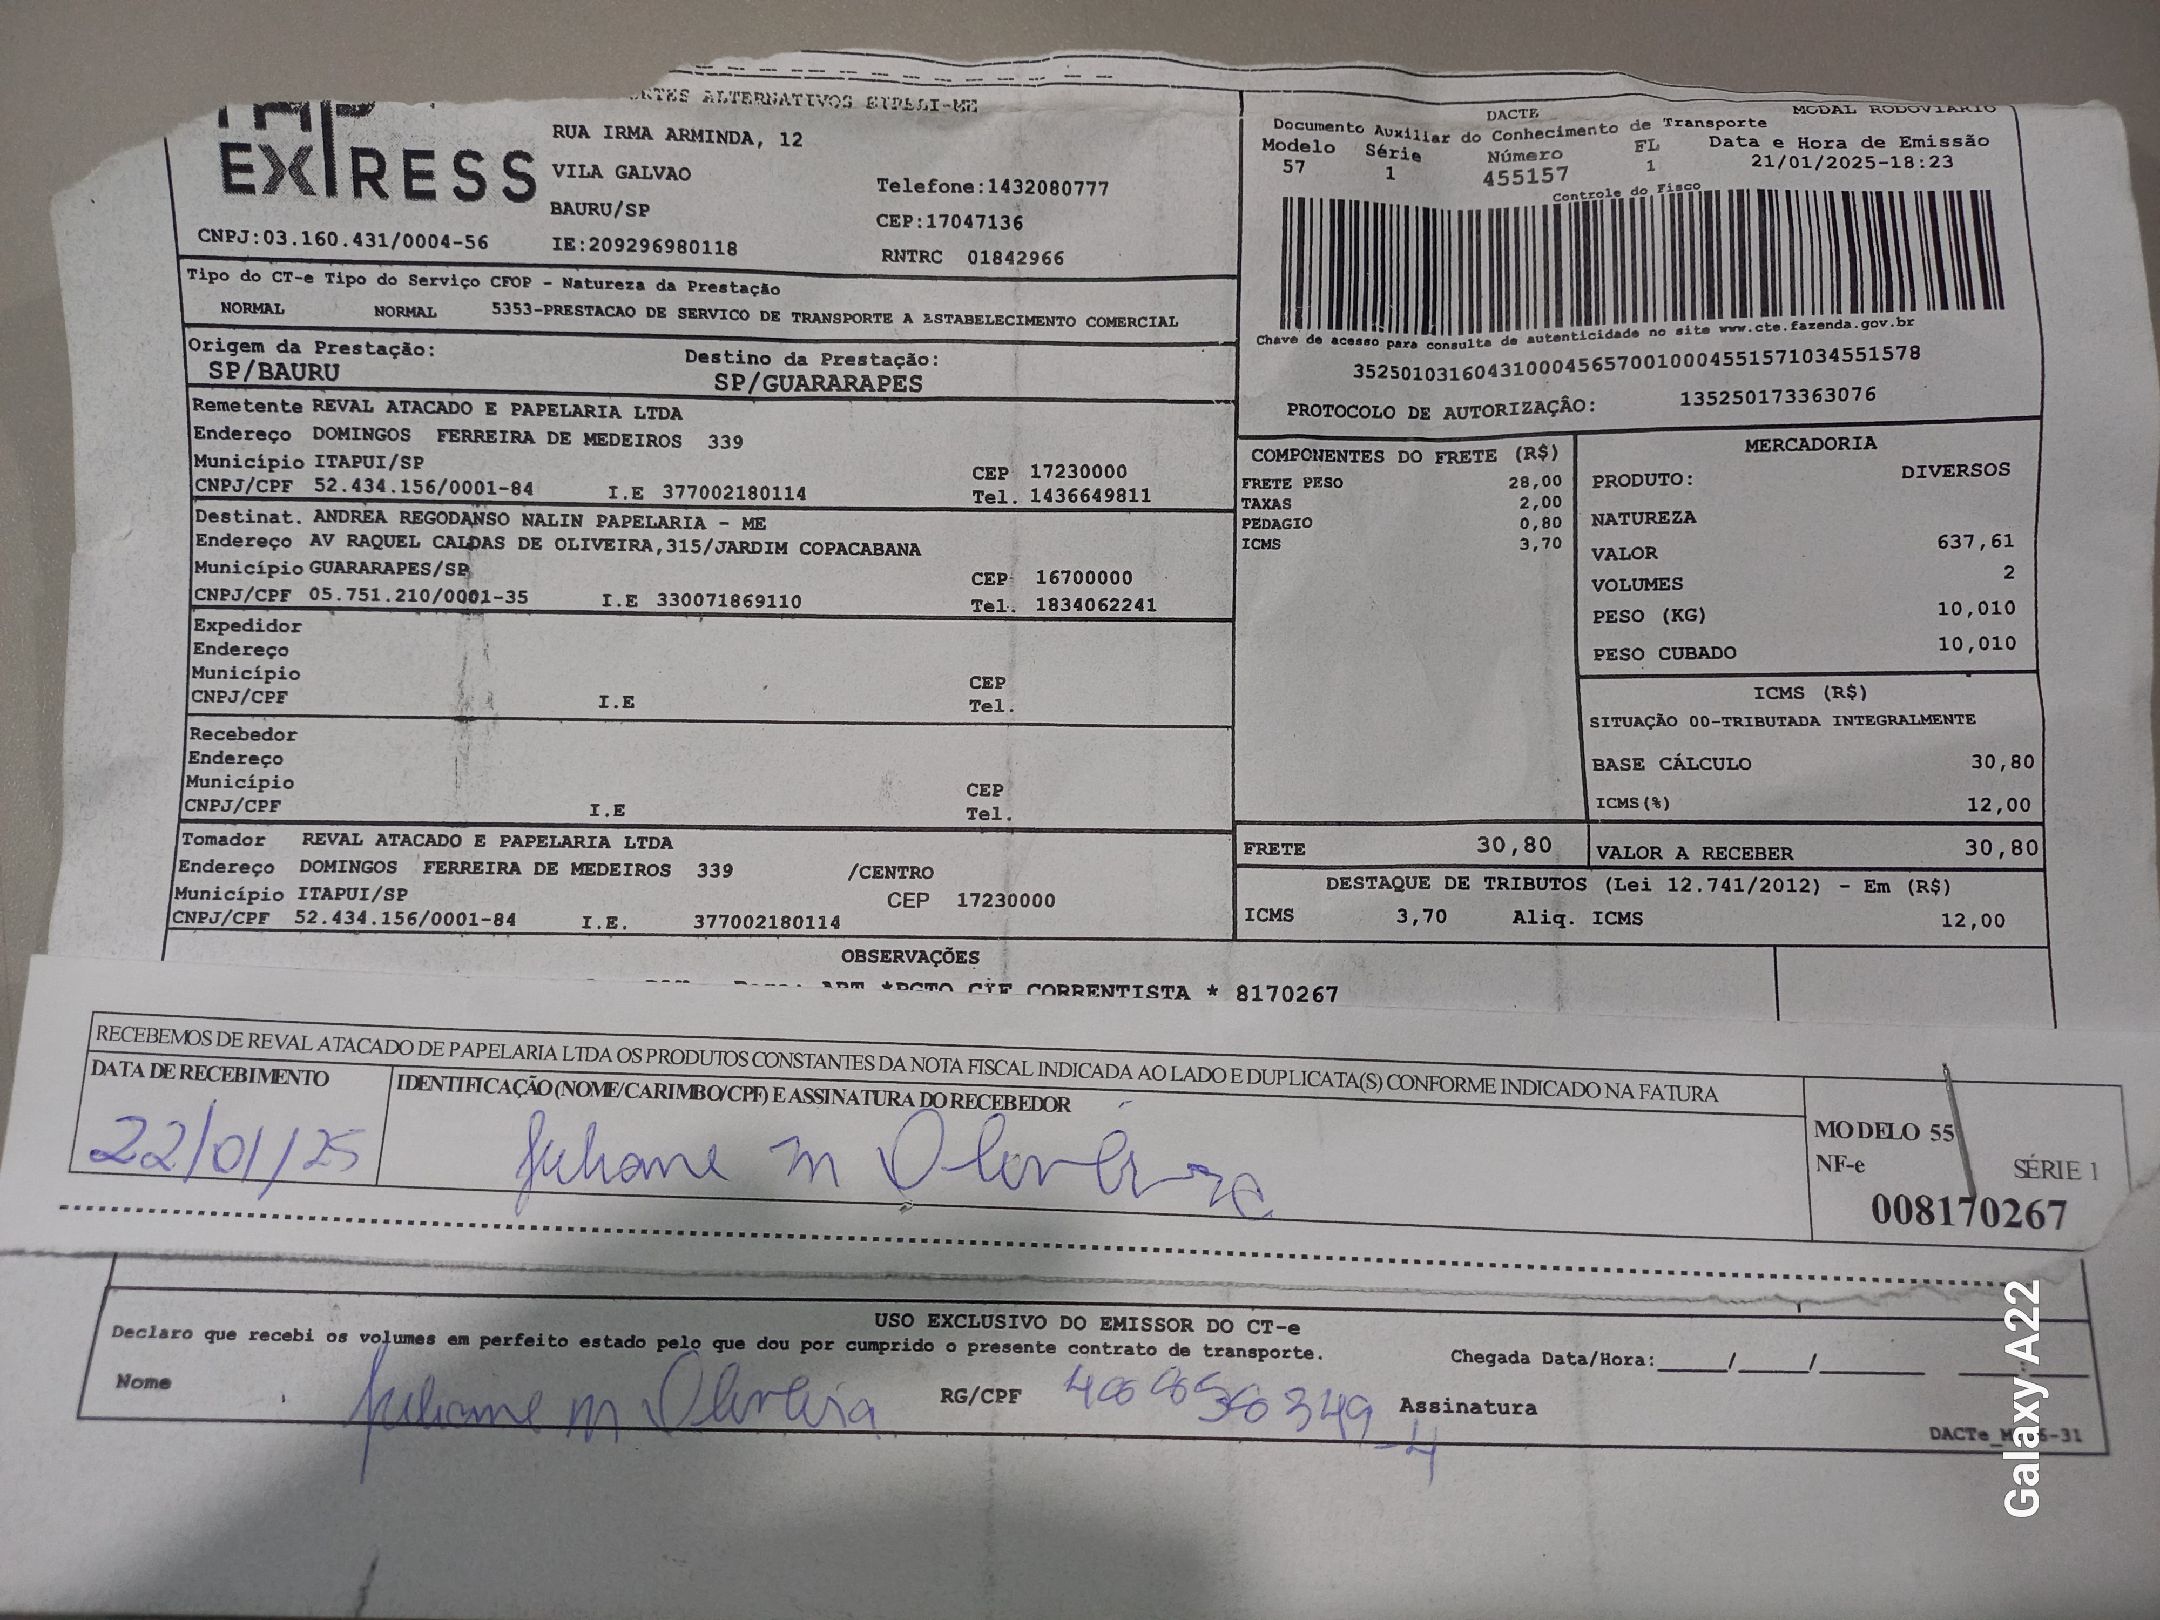 EXPRESS
ALTERNATIVOS EIRELI-ME
RUA IRMA ARMINDA, 12
VILA GALVAO
Telefone:1432080777
BAURU/SP
CEP:17047136
CNPJ:03.160.431/0004-56
IE:209296980118
RNTRC 01842966
DACTE
MODAL RODOVIARIO
Documento Auxiliar do Conhecimento de Transporte
Modelo Série Número FL Data e Hora de Emissão
57 1 455157 1 21/01/2025-18:23
Controle do Fisco
Chave de acesso para consulta de autenticidade no site www.cte.fazenda.gov.br
35250103160431000456570010004551571034551578
PROTOCOLO DE AUTORIZAÇÃO: 135250173363076
Tipo do CT-e Tipo do Serviço CFOP - Natureza da Prestação
NORMAL NORMAL 5353-PRESTACAO DE SERVICO DE TRANSPORTE A ESTABELECIMENTO COMERCIAL
Origem da Prestação: Destino da Prestação:
SP/BAURU SP/GUARARAPES
Remetente REVAL ATACADO E PAPELARIA LTDA
Endereço DOMINGOS FERREIRA DE MEDEIROS 339
Município ITAPUI/SP CEP 17230000
CNPJ/CPF 52.434.156/0001-84 I.E 377002180114 Tel. 1436649811
Destinat. ANDREA REGODANSO NALIN PAPELARIA - ME
Endereço AV RAQUEL CALDAS DE OLIVEIRA,315/JARDIM COPACABANA
Município GUARARAPES/SP CEP 16700000
CNPJ/CPF 05.751.210/0001-35 I.E 330071869110 Tel. 1834062241
Expedidor
Endereço
Município CEP
CNPJ/CPF I.E Tel.
Recebedor
Endereço
Município CEP
CNPJ/CPF I.E Tel.
Tomador REVAL ATACADO E PAPELARIA LTDA
Endereço DOMINGOS FERREIRA DE MEDEIROS 339 /CENTRO
Município ITAPUI/SP CEP 17230000
CNPJ/CPF 52.434.156/0001-84 I.E. 377002180114
COMPONENTES DO FRETE (R$)
FRETE PESO 28,00
TAXAS 2,00
PEDAGIO 0,80
ICMS 3,70
MERCADORIA
PRODUTO: DIVERSOS
NATUREZA
VALOR 637,61
VOLUMES 2
PESO (KG) 10,010
PESO CUBADO 10,010
ICMS (R$)
SITUAÇÃO 00-TRIBUTADA INTEGRALMENTE
BASE CÁLCULO 30,80
ICMS(%) 12,00
FRETE 30,80 VALOR A RECEBER 30,80
DESTAQUE DE TRIBUTOS (Lei 12.741/2012) - Em (R$)
ICMS 3,70 Aliq. ICMS 12,00
OBSERVAÇÕES
*PGTO CIF CORRENTISTA * 8170267
RECEBEMOS DE REVAL ATACADO DE PAPELARIA LTDA OS PRODUTOS CONSTANTES DA NOTA FISCAL INDICADA AO LADO E DUPLICATA(S) CONFORME INDICADO NA FATURA
DATA DE RECEBIMENTO IDENTIFICAÇÃO (NOME/CARIMBO/CPF) E ASSINATURA DO RECEBEDOR
22/01/25 Juliane m Oliveira
MODELO 55
NF-e SÉRIE 1
008170267
USO EXCLUSIVO DO EMISSOR DO CT-e
Declaro que recebi os volumes em perfeito estado pelo que dou por cumprido o presente contrato de transporte.
Chegada Data/Hora:_____/_____/________
Nome Juliane m Oliveira RG/CPF Assinatura
Galaxy A22